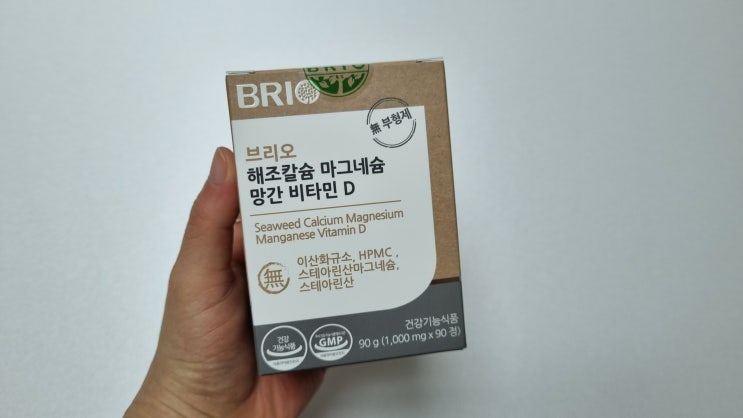 BRIO
BRIO
無 부형제
브리오
해조칼슘 마그네슘
망간 비타민 D
Seaweed Calcium Magnesium
Manganese Vitamin D
無
이산화규소, HPMC ,
스테아린산마그네슘,
스테아린산
건강
기능식품
GMP
건강기능식품
90 g (1,000 mg x 90 정)